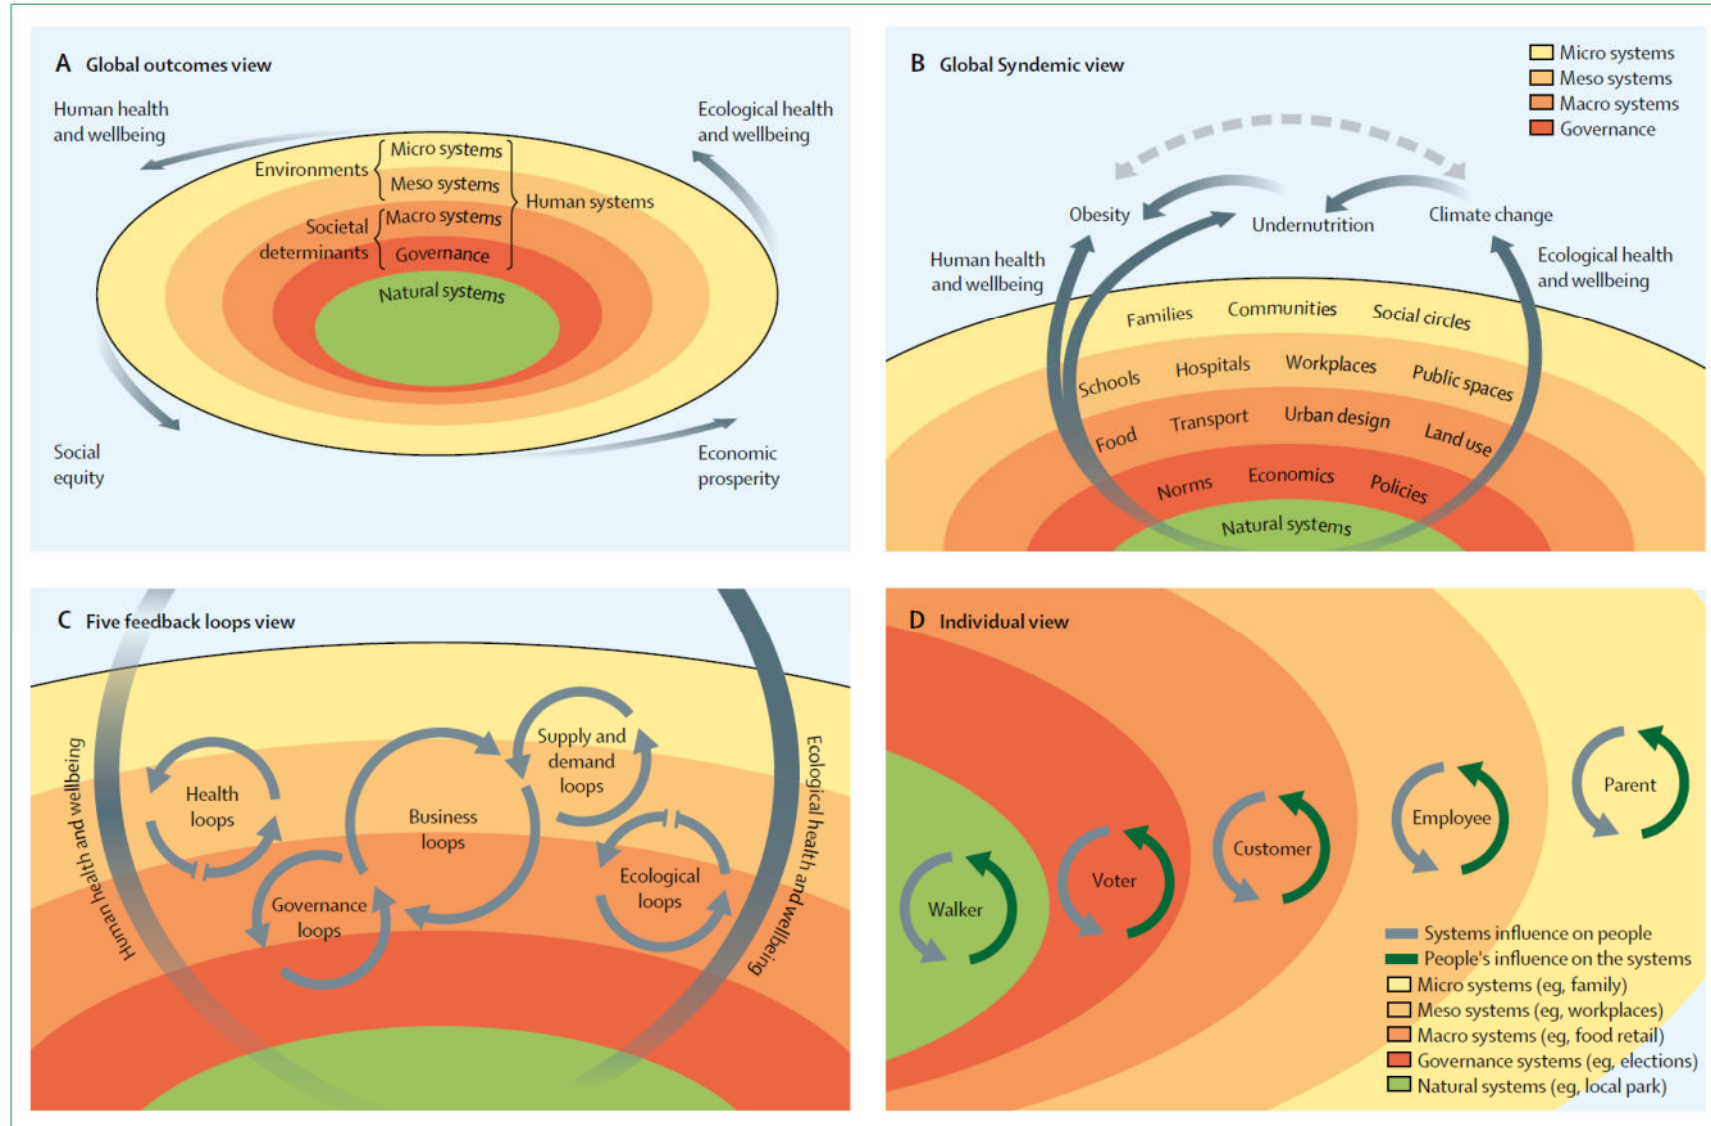 A Global outcomes view
Human health
and wellbeing
Ecological health
and wellbeing
Environments
Micro systems
Meso systems
Societal
determinants
Macro systems
Governance
Human systems
Natural systems
Social
equity
Economic
prosperity
B Global Syndemic view
Micro systems
Meso systems
Macro systems
Governance
Obesity
Undernutrition
Climate change
Human health
and wellbeing
Ecological health
and wellbeing
Families Communities Social circles
Schools Hospitals Workplaces Public spaces
Food Transport Urban design Land use
Norms Economics Policies
Natural systems
C Five feedback loops view
Human health and wellbeing
Health
loops
Governance
loops
Business
loops
Supply and
demand
loops
Ecological
loops
Ecological health and wellbeing
D Individual view
Walker
Voter
Customer
Employee
Parent
Systems influence on people
People's influence on the systems
Micro systems (eg, family)
Meso systems (eg, workplaces)
Macro systems (eg, food retail)
Governance systems (eg, elections)
Natural systems (eg, local park)